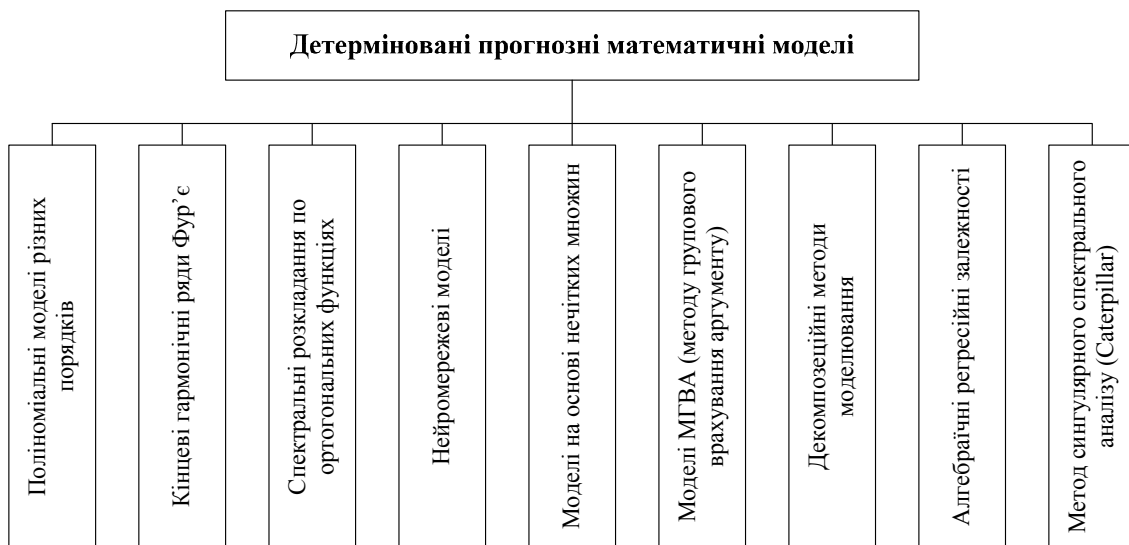 Детерміновані прогнозні математичні моделі
Поліноміальні моделі різних
порядків
Кінцеві гармонічні ряди Фур’є
Спектральні розкладання по
ортогональних функціях
Нейромережеві моделі
Моделі на основі нечітких множин
Моделі МГВА (методу групового
врахування аргументу)
Декомпозеційні методи
моделювання
Алгебраїчні регресійні залежності
Метод сингулярного спектрального
аналізу (Caterpillar)